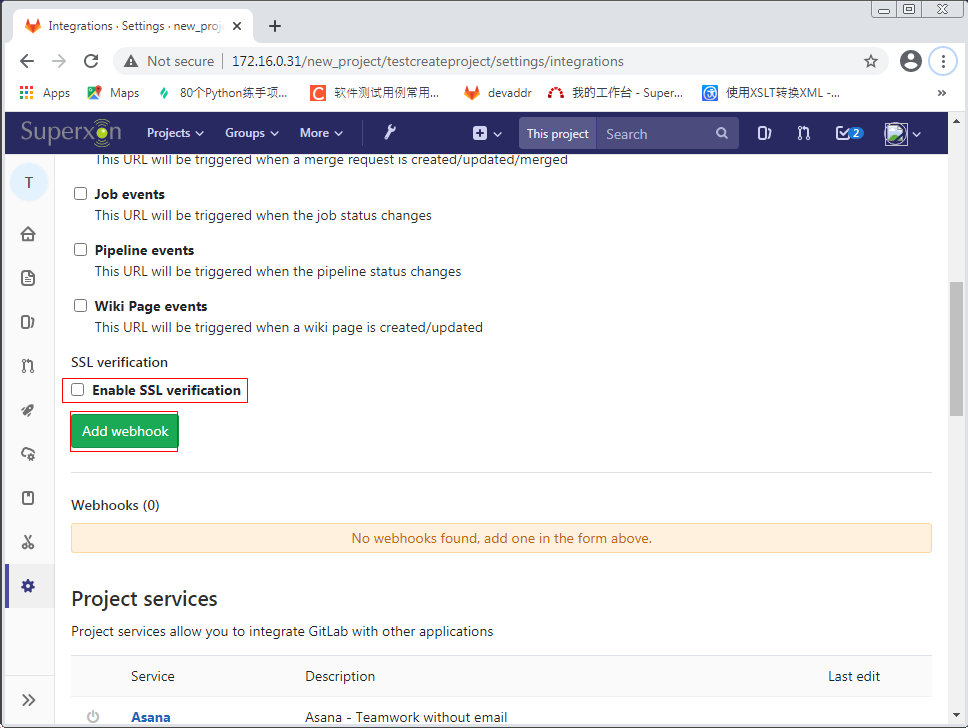 Integrations · Settings · new_proj
Not secure
172.16.0.31/new_project/testcreateproject/settings/integrations
Apps
Maps
80个Python练手项...
软件测试用例常用...
devaddr
我的工作台 - Super...
使用XSLT转换XML -...
»
Superxon
Projects
Groups
More
This project
Search
2
This URL will be triggered when a merge request is created/updated/merged
T
Job events
This URL will be triggered when the job status changes
Pipeline events
This URL will be triggered when the pipeline status changes
Wiki Page events
This URL will be triggered when a wiki page is created/updated
SSL verification
Enable SSL verification
Add webhook
Webhooks (0)
No webhooks found, add one in the form above.
Project services
Project services allow you to integrate GitLab with other applications
Service
Description
Last edit
Asana
Asana - Teamwork without email